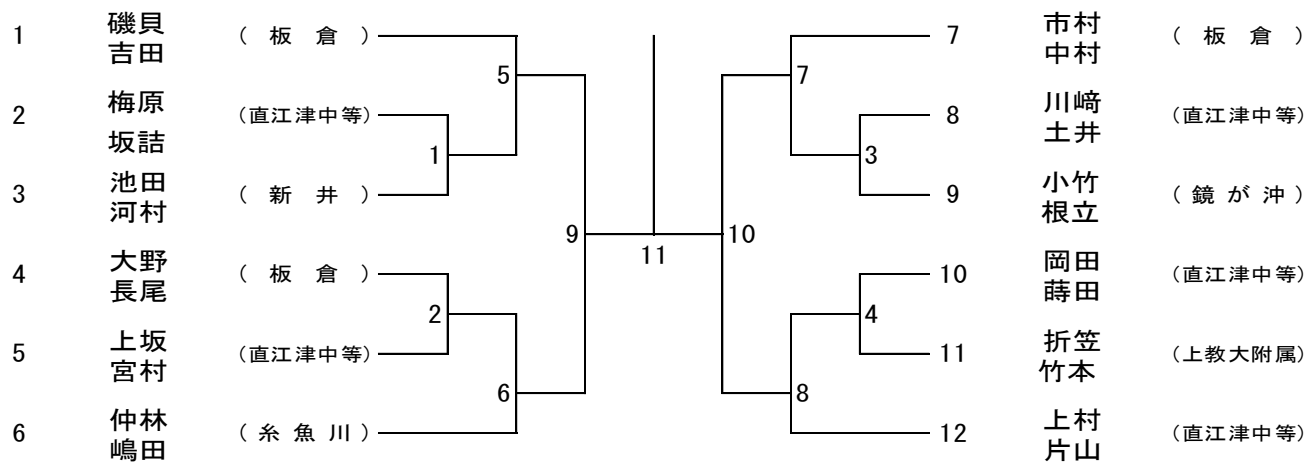 1 磯貝 吉田 ( 板 倉 )
2 梅原 坂詰 (直江津中等)
3 池田 河村 ( 新 井 )
4 大野 長尾 ( 板 倉 )
5 上坂 宮村 (直江津中等)
6 仲林 嶋田 ( 糸 魚 川 )
5
1
9
2
6
11
7
3
10
4
8
7 市村 中村 ( 板 倉 )
8 川﨑 土井 (直江津中等)
9 小竹 根立 ( 鏡 が 沖 )
10 岡田 蒔田 (直江津中等)
11 折笠 竹本 (上教大附属)
12 上村 片山 (直江津中等)